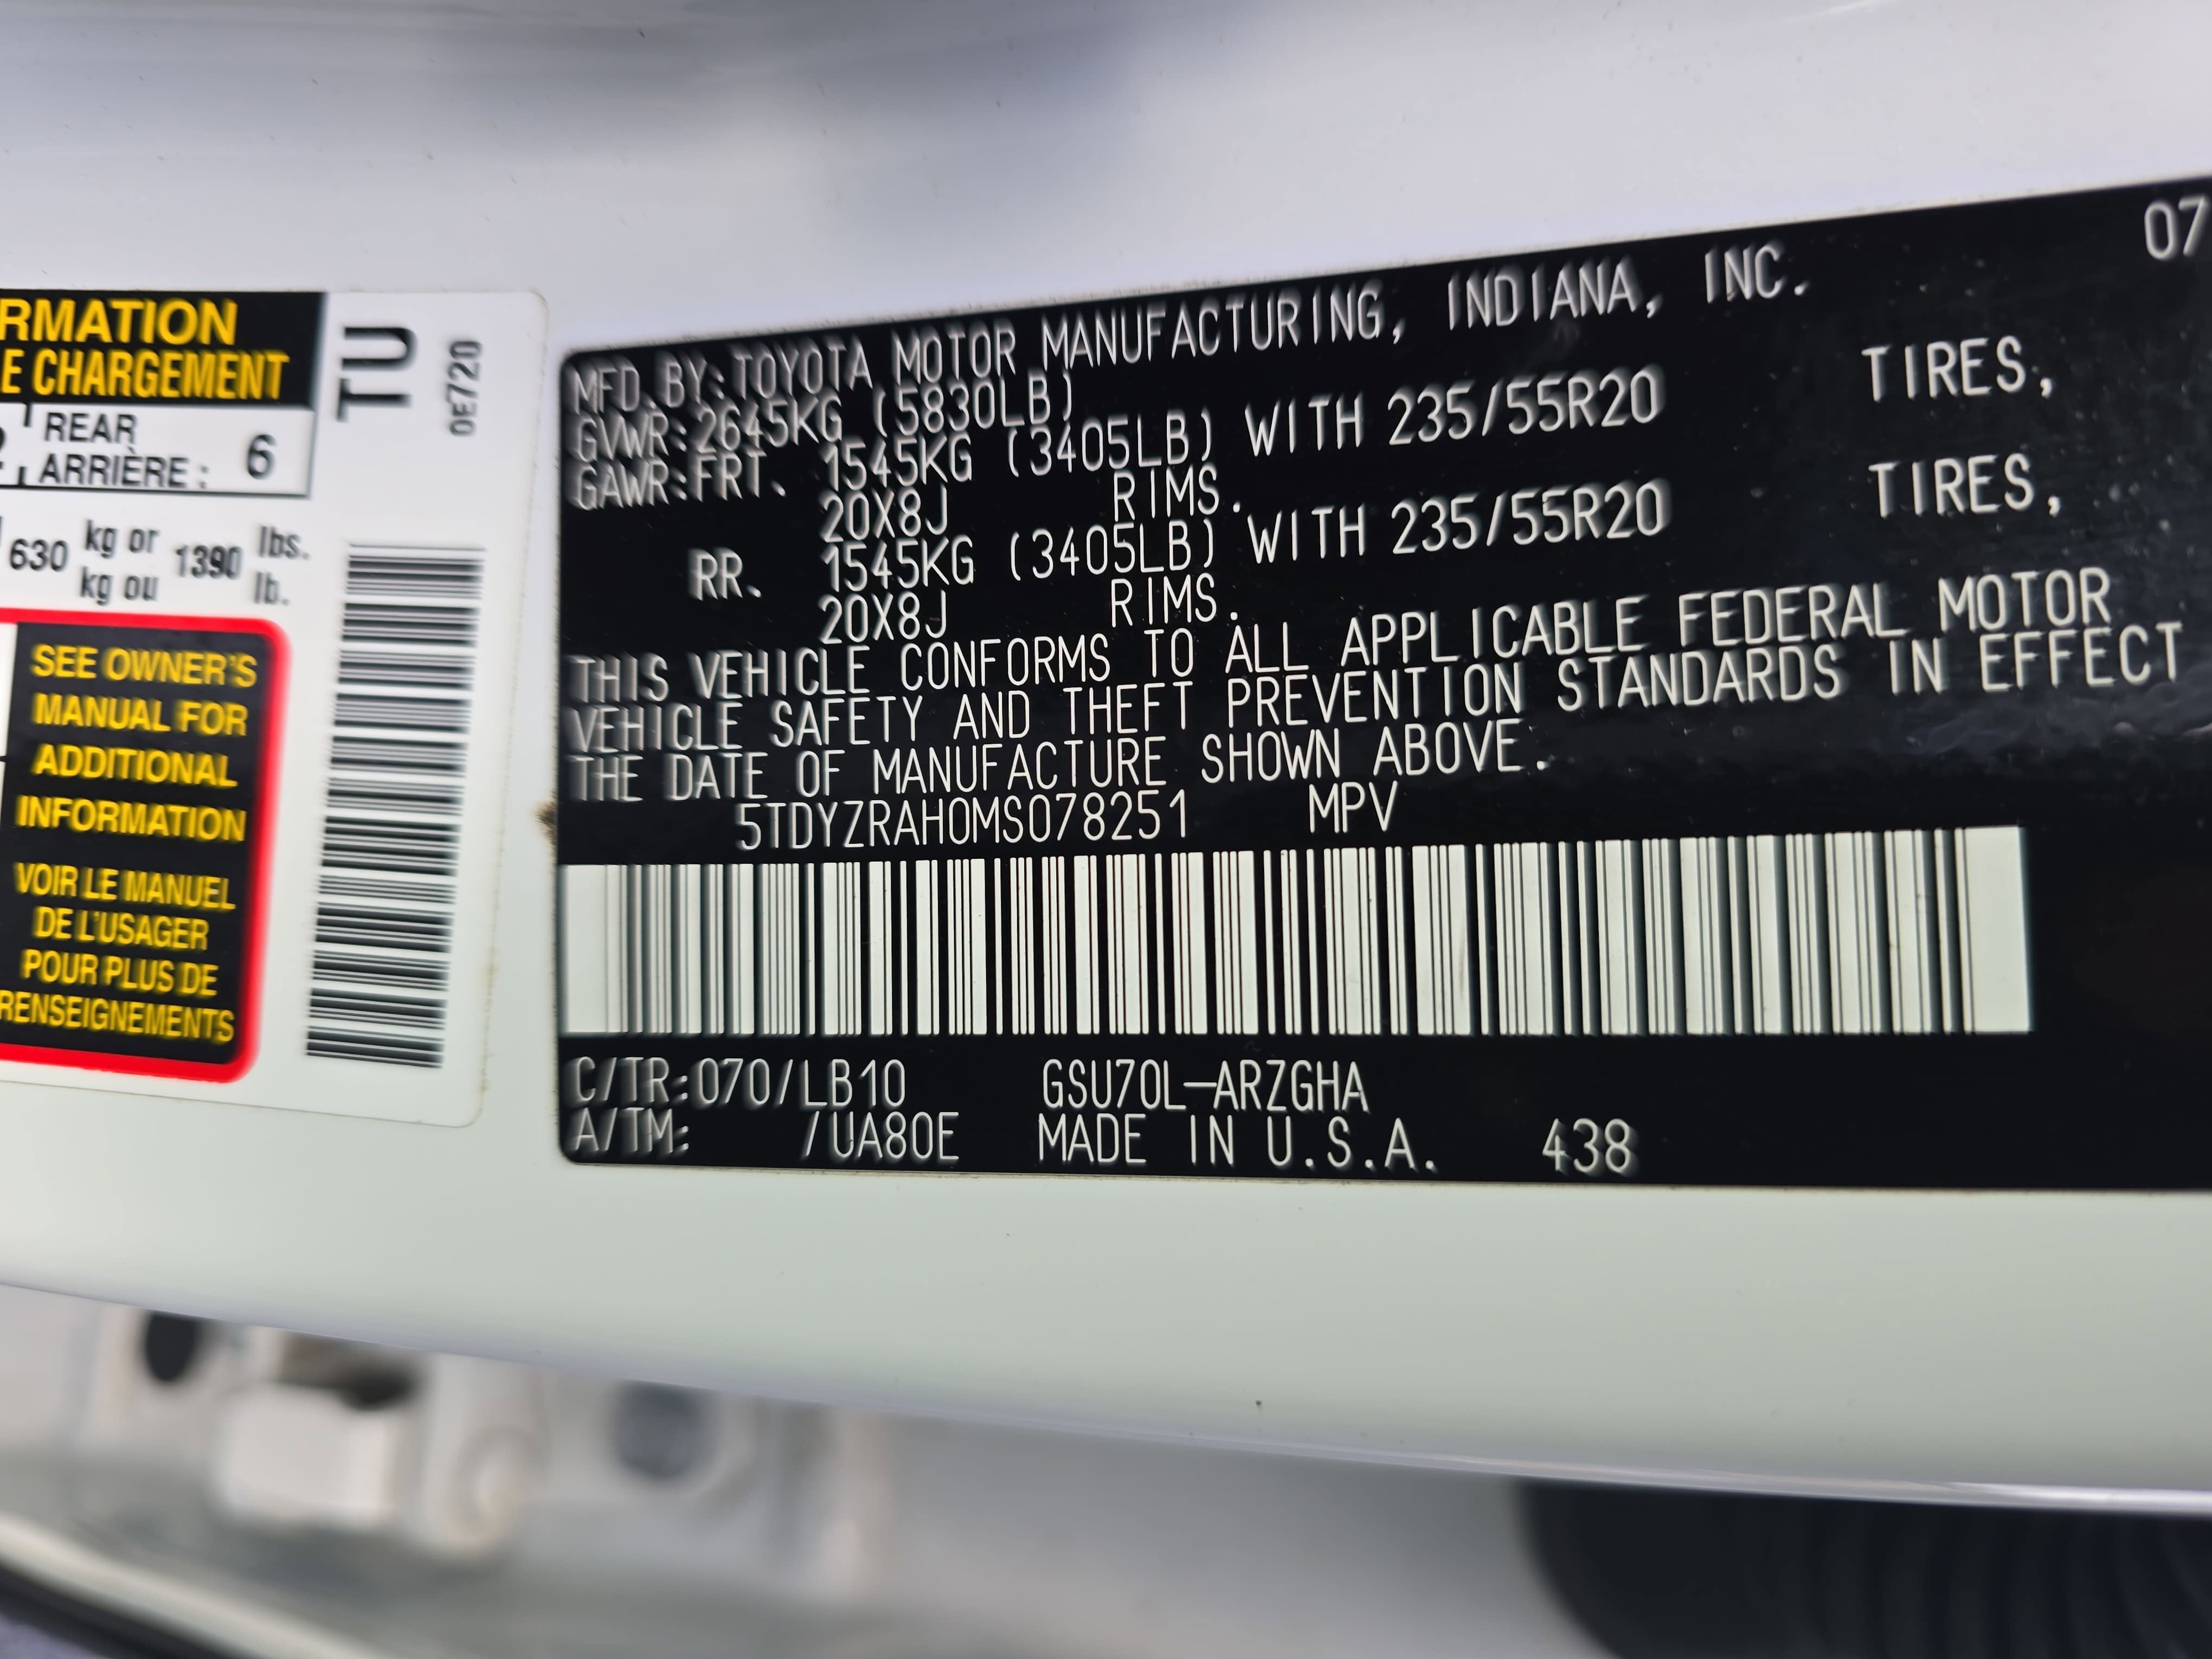 RMATION
E CHARGEMENT
REAR
ARRIÈRE : 6
630 kg or 1390 lbs.
kg ou lb.
SEE OWNER'S
MANUAL FOR
ADDITIONAL
INFORMATION
VOIR LE MANUEL
DE L'USAGER
POUR PLUS DE
RENSEIGNEMENTS
TU
0E720
07
MFD.BY:TOYOTA MOTOR MANUFACTURING, INDIANA, INC.
GVWR:2645KG (5830LB)
GAWR:FRT. 1545KG (3405LB) WITH 235/55R20 TIRES,
20X8J RIMS.
RR. 1545KG (3405LB) WITH 235/55R20 TIRES,
20X8J RIMS.
THIS VEHICLE CONFORMS TO ALL APPLICABLE FEDERAL MOTOR
VEHICLE SAFETY AND THEFT PREVENTION STANDARDS IN EFFECT
THE DATE OF MANUFACTURE SHOWN ABOVE.
5TDYZRAH0MS078251 MPV
C/TR:070/LB10 GSU70L-ARZGHA
A/TM: /UA80E MADE IN U.S.A. 438